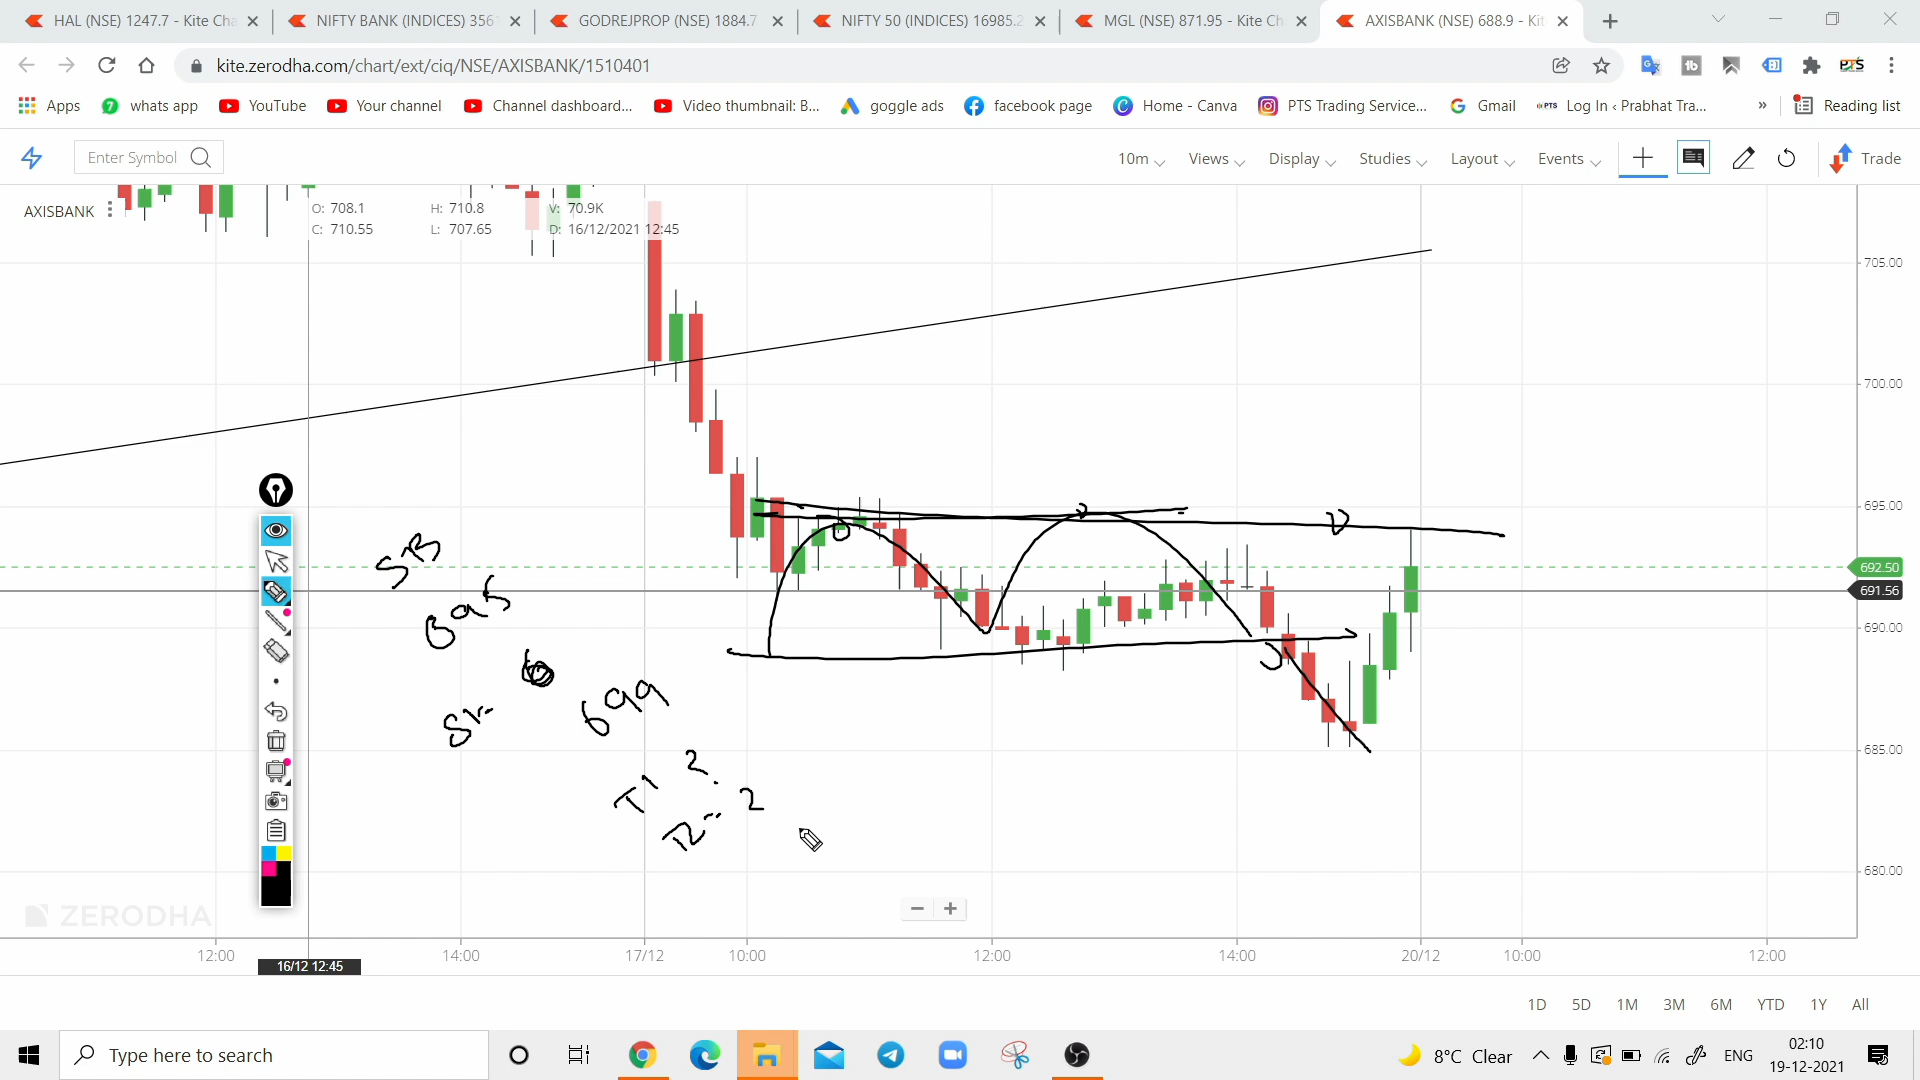 HAL (NSE) 1247.7 - Kite Cha
NIFTY BANK (INDICES) 3561
GODREJPROP (NSE) 1884.7
NIFTY 50 (INDICES) 16985.2
MGL (NSE) 871.95 - Kite Ch
AXISBANK (NSE) 688.9 - Kit
kite.zerodha.com/chart/ext/ciq/NSE/AXISBANK/1510401
Apps whats app YouTube Your channel Channel dashboard... Video thumbnail: B... goggle ads facebook page Home - Canva PTS Trading Service... Gmail Log In ‹ Prabhat Tra... » Reading list
Enter Symbol 10m Views Display Studies Layout Events Trade
AXISBANK
O: 708.1 H: 710.8 V: 70.9K
C: 710.55 L: 707.65 D: 16/12/2021 12:45
705.00
700.00
695.00
692.50
691.56
690.00
685.00
680.00
699
T1 2
2
ZERODHA
12:00 14:00 17/12 10:00 12:00 14:00 20/12 10:00 12:00
16/12 12:45
1D 5D 1M 3M 6M YTD 1Y All
Type here to search
8°C Clear
ENG
02:10
19-12-2021